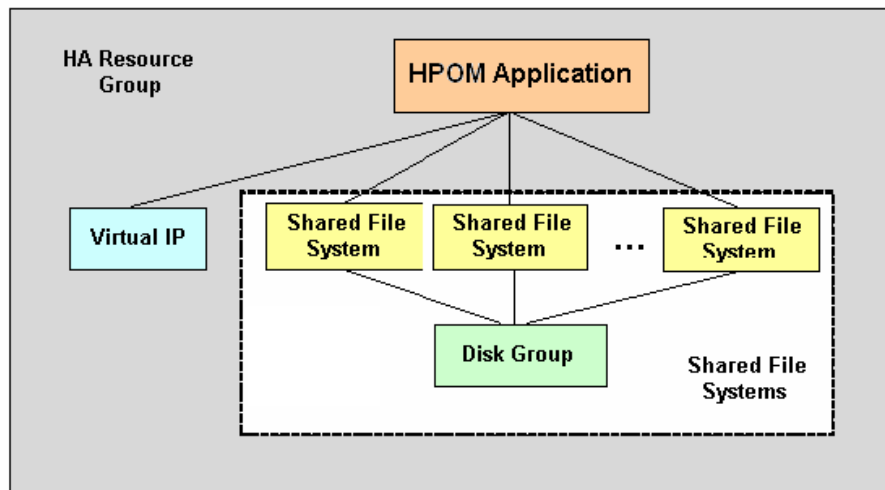 HA Resource
Group
HPOM Application
Virtual IP
Shared File
System
Shared File
System
...
Shared File
System
Disk Group
Shared File
Systems